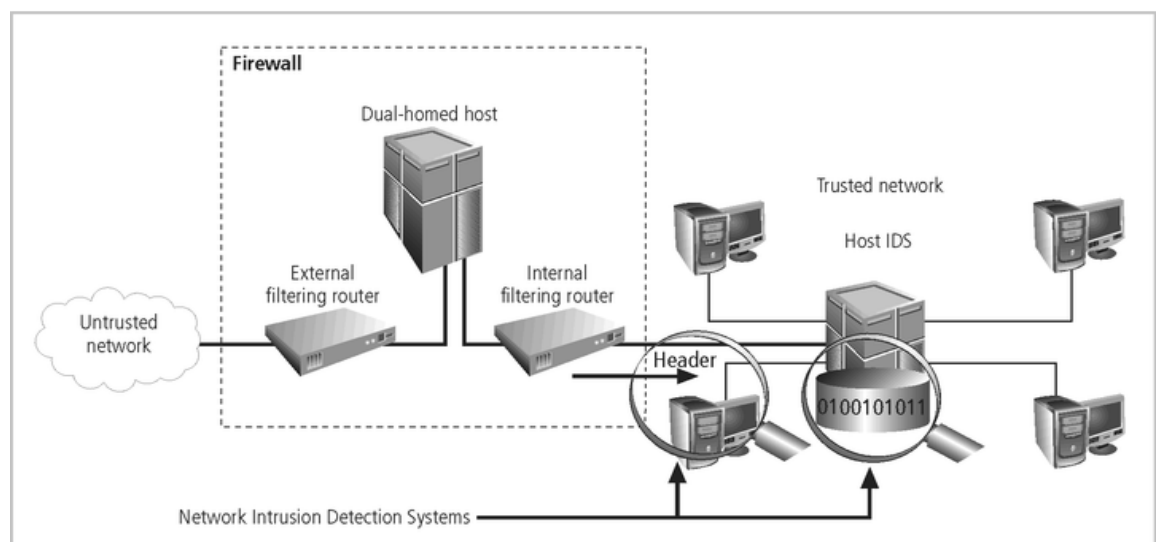 Firewall
Dual-homed host
Trusted network
Host IDS
External
filtering router
Internal
filtering router
Untrusted
network
Header
0100101011
Network Intrusion Detection Systems